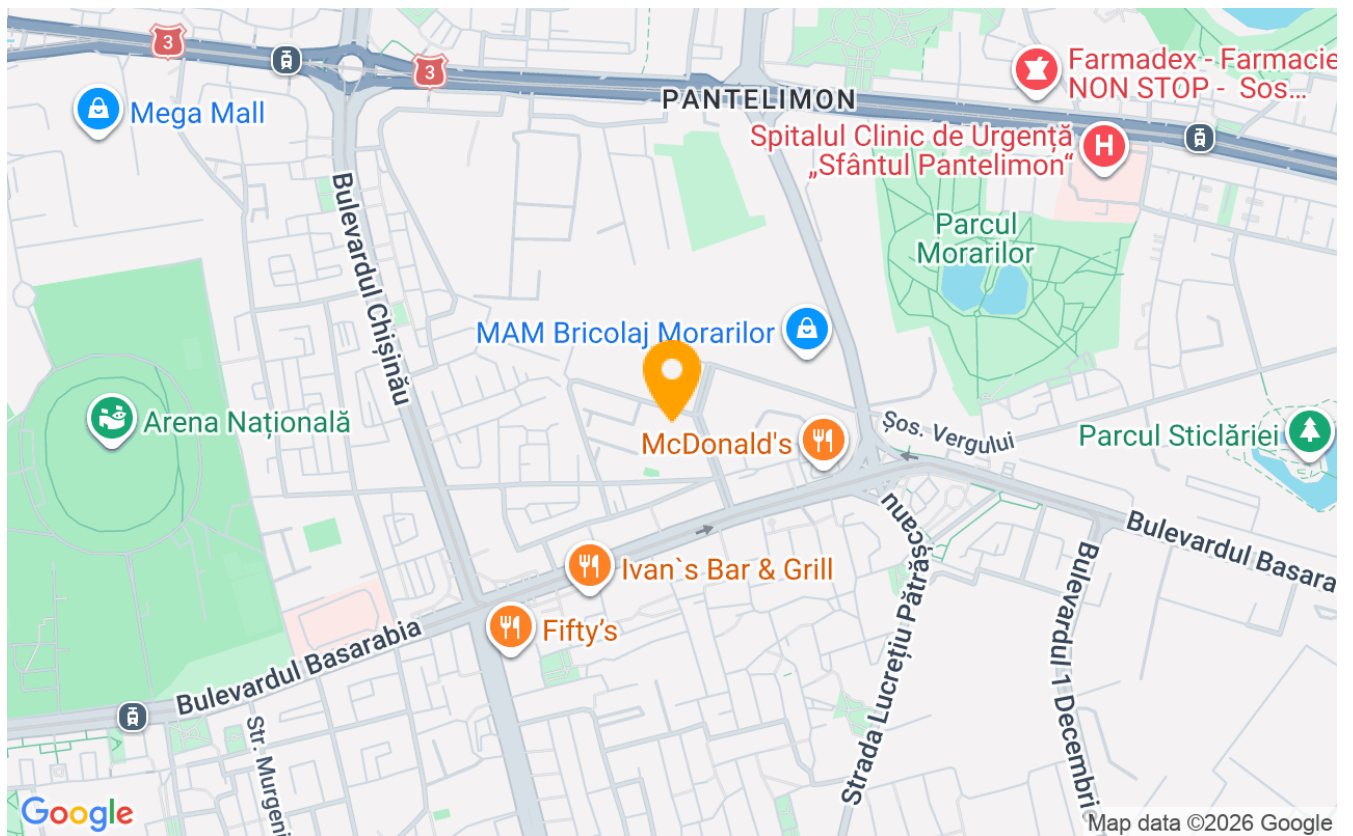 3
3
Mega Mall
PANTELIMON
Farmadex - Farmacie
NON STOP - Sos...
Spitalul Clinic de Urgență
„Sfântul Pantelimon“
H
Bulevardul Chișinău
Parcul
Morarilor
MAM Bricolaj Morarilor
Arena Națională
McDonald's
Șos. Vergului
Parcul Sticlăriei
Ivan`s Bar & Grill
Fifty’s
Bulevardul Basarabia
Bulevardul Basara
Strada Lucrețiu Pătrășcanu
Bulevardul 1 Decembri
Str. Murgeni
Google
Map data ©2026 Google